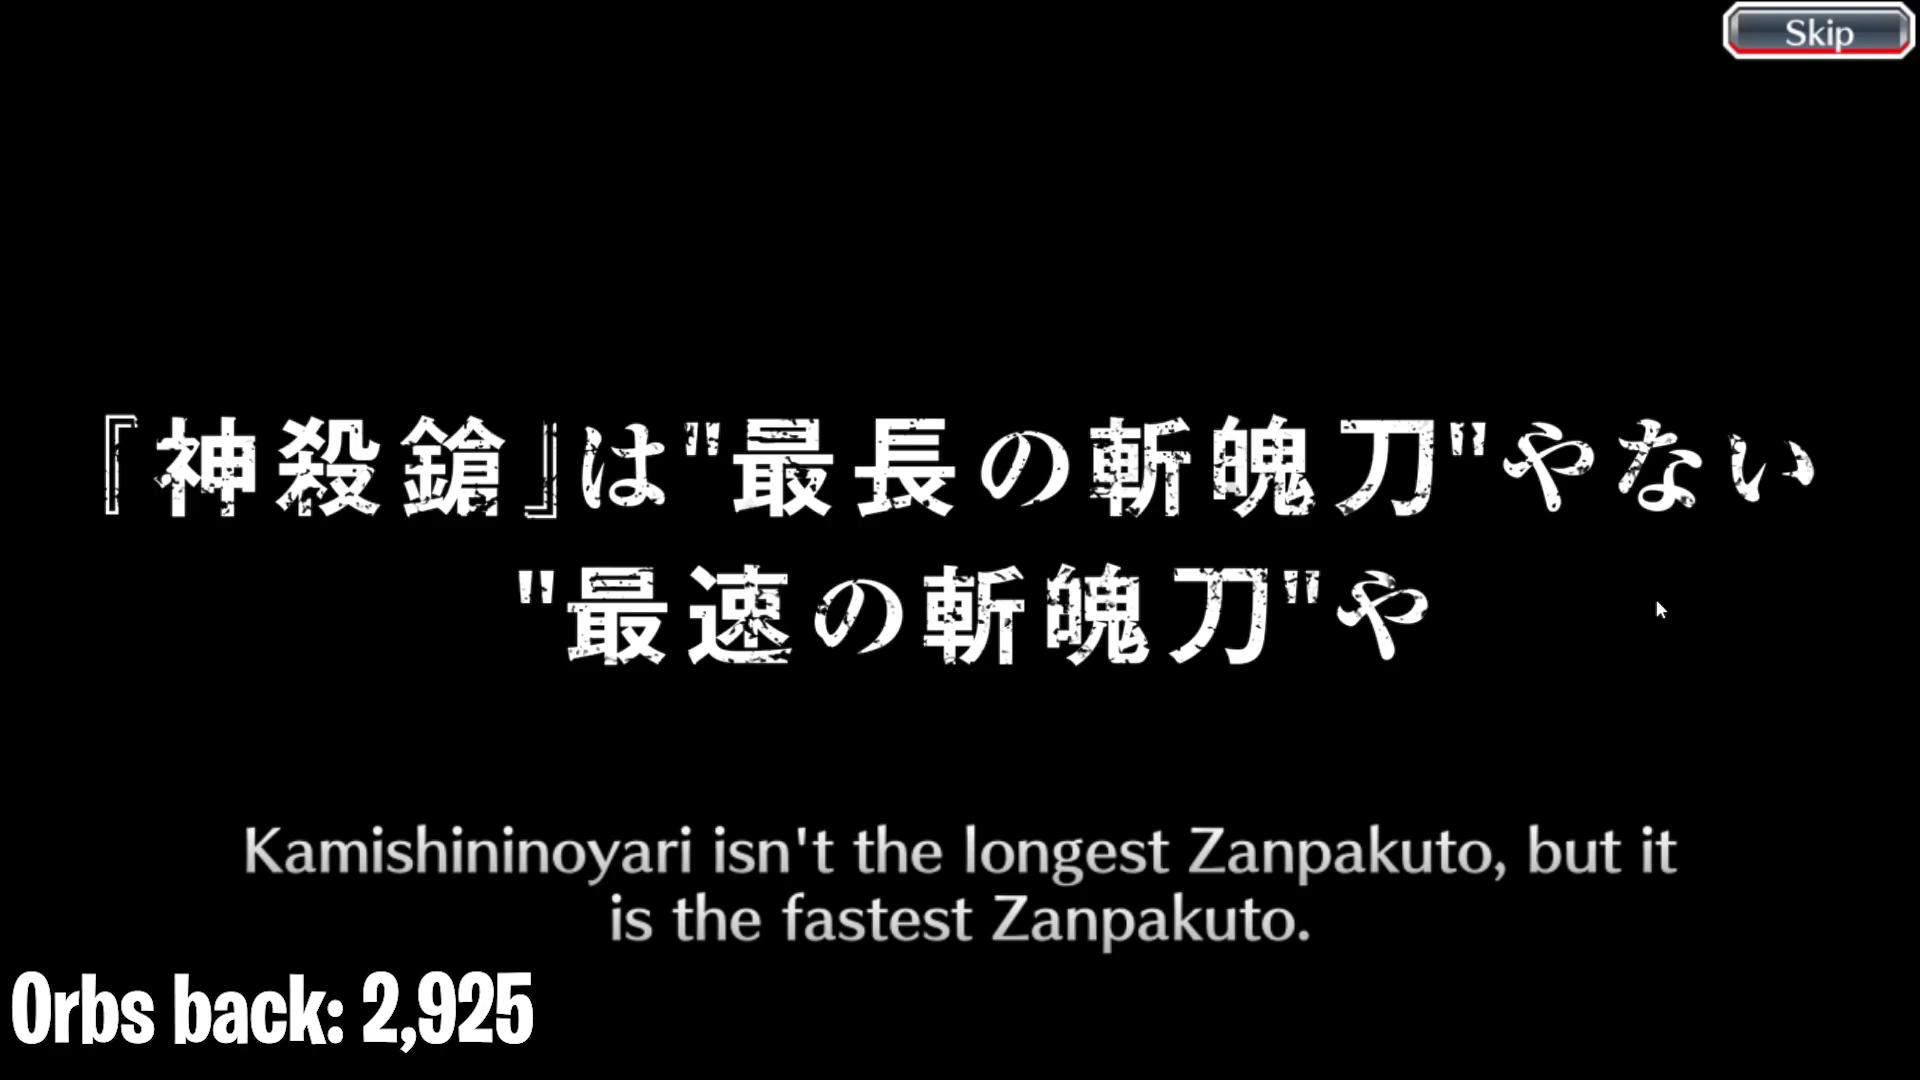 Skip
『神殺鎗』は"最長の斬魄刀"やない
"最速の斬魄刀"や
Kamishininoyari isn't the longest Zanpakuto, but it
is the fastest Zanpakuto.
Orbs back: 2,925